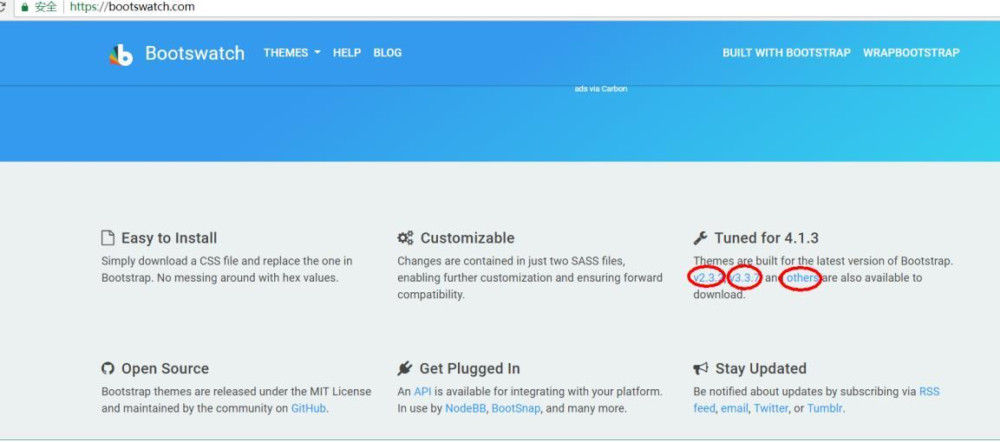 安全 https://bootswatch.com
Bootswatch THEMES HELP BLOG BUILT WITH BOOTSTRAP WRAPBOOTSTRAP
ads via Carbon
Easy to Install
Simply download a CSS file and replace the one in
Bootstrap. No messing around with hex values.
Customizable
Changes are contained in just two SASS files,
enabling further customization and ensuring forward
compatibility.
Tuned for 4.1.3
Themes are built for the latest version of Bootstrap.
v2.3.2, v3.3.7, and others are also available to
download.
Open Source
Bootstrap themes are released under the MIT License
and maintained by the community on GitHub.
Get Plugged In
An API is available for integrating with your platform.
In use by NodeBB, BootSnap, and many more.
Stay Updated
Be notified about updates by subscribing via RSS
feed, email, Twitter, or Tumblr.